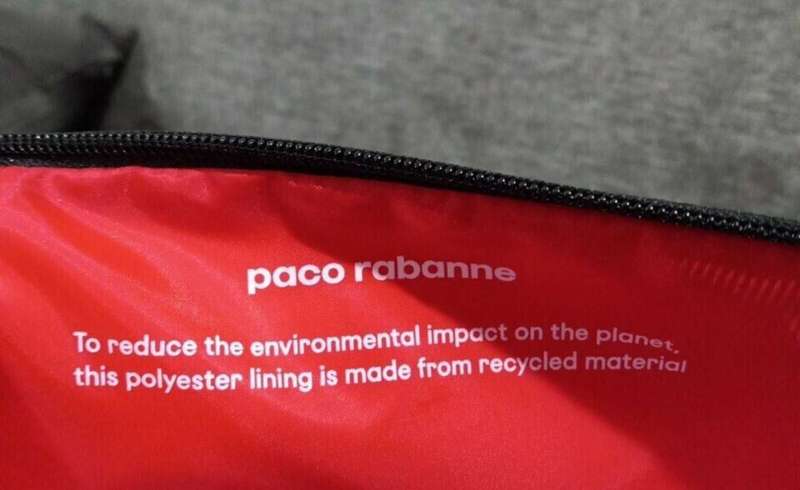 paco rabanne
To reduce the environmental impact on the planet,
this polyester lining is made from recycled material